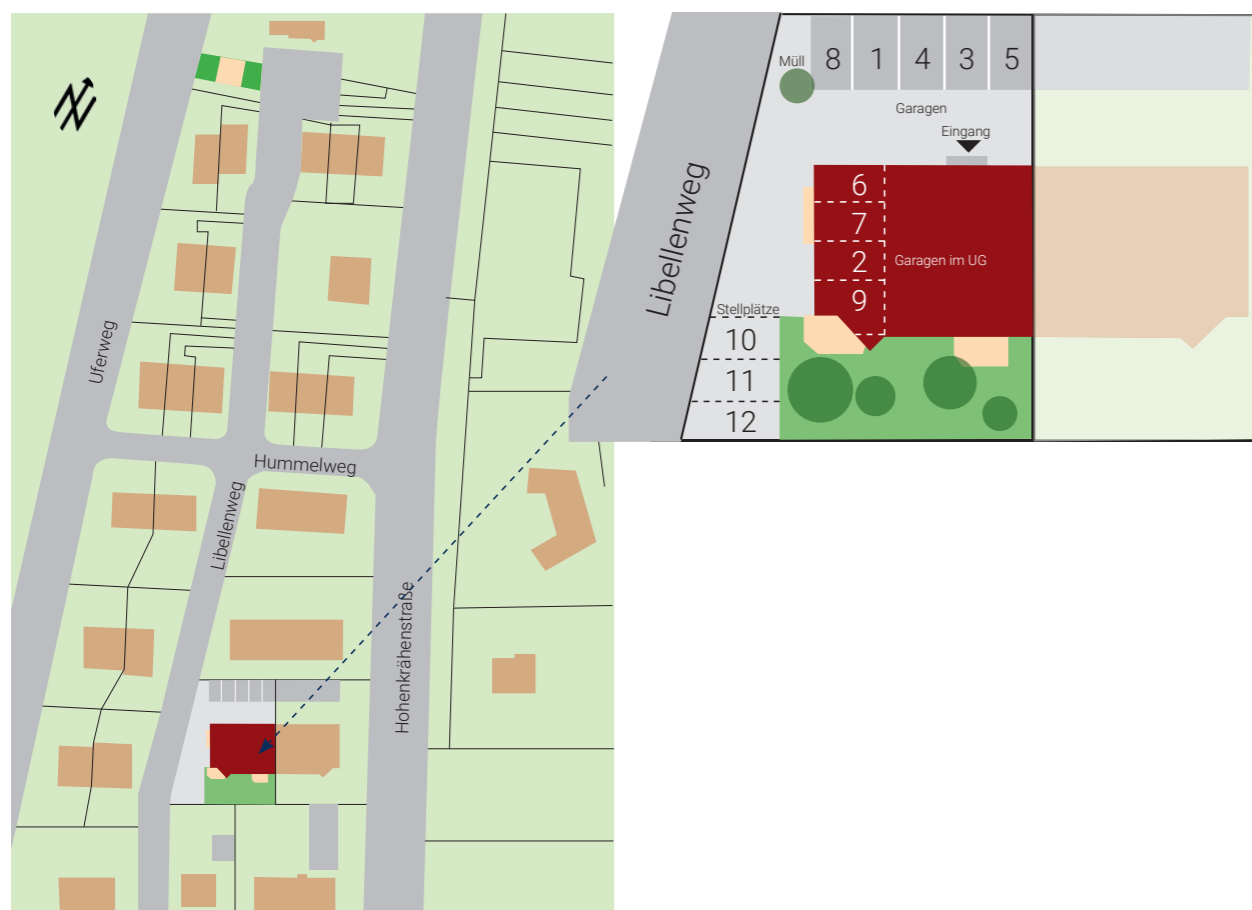 Uferweg
Hummelweg
Libellenweg
Hohenkrähenstraße
Müll
8 1 4 3 5
Garagen
Eingang
Libellenweg
6
7
2 Garagen im UG
9
Stellplätze
10
11
12